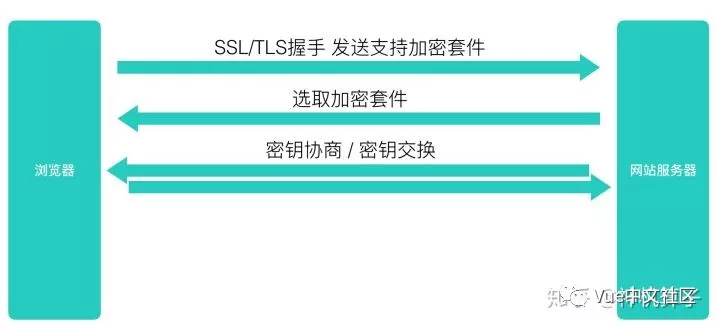 SSL/TLS握手 发送支持加密套件
选取加密套件
密钥协商 / 密钥交换
浏览器
网站服务器
Vue中文社区